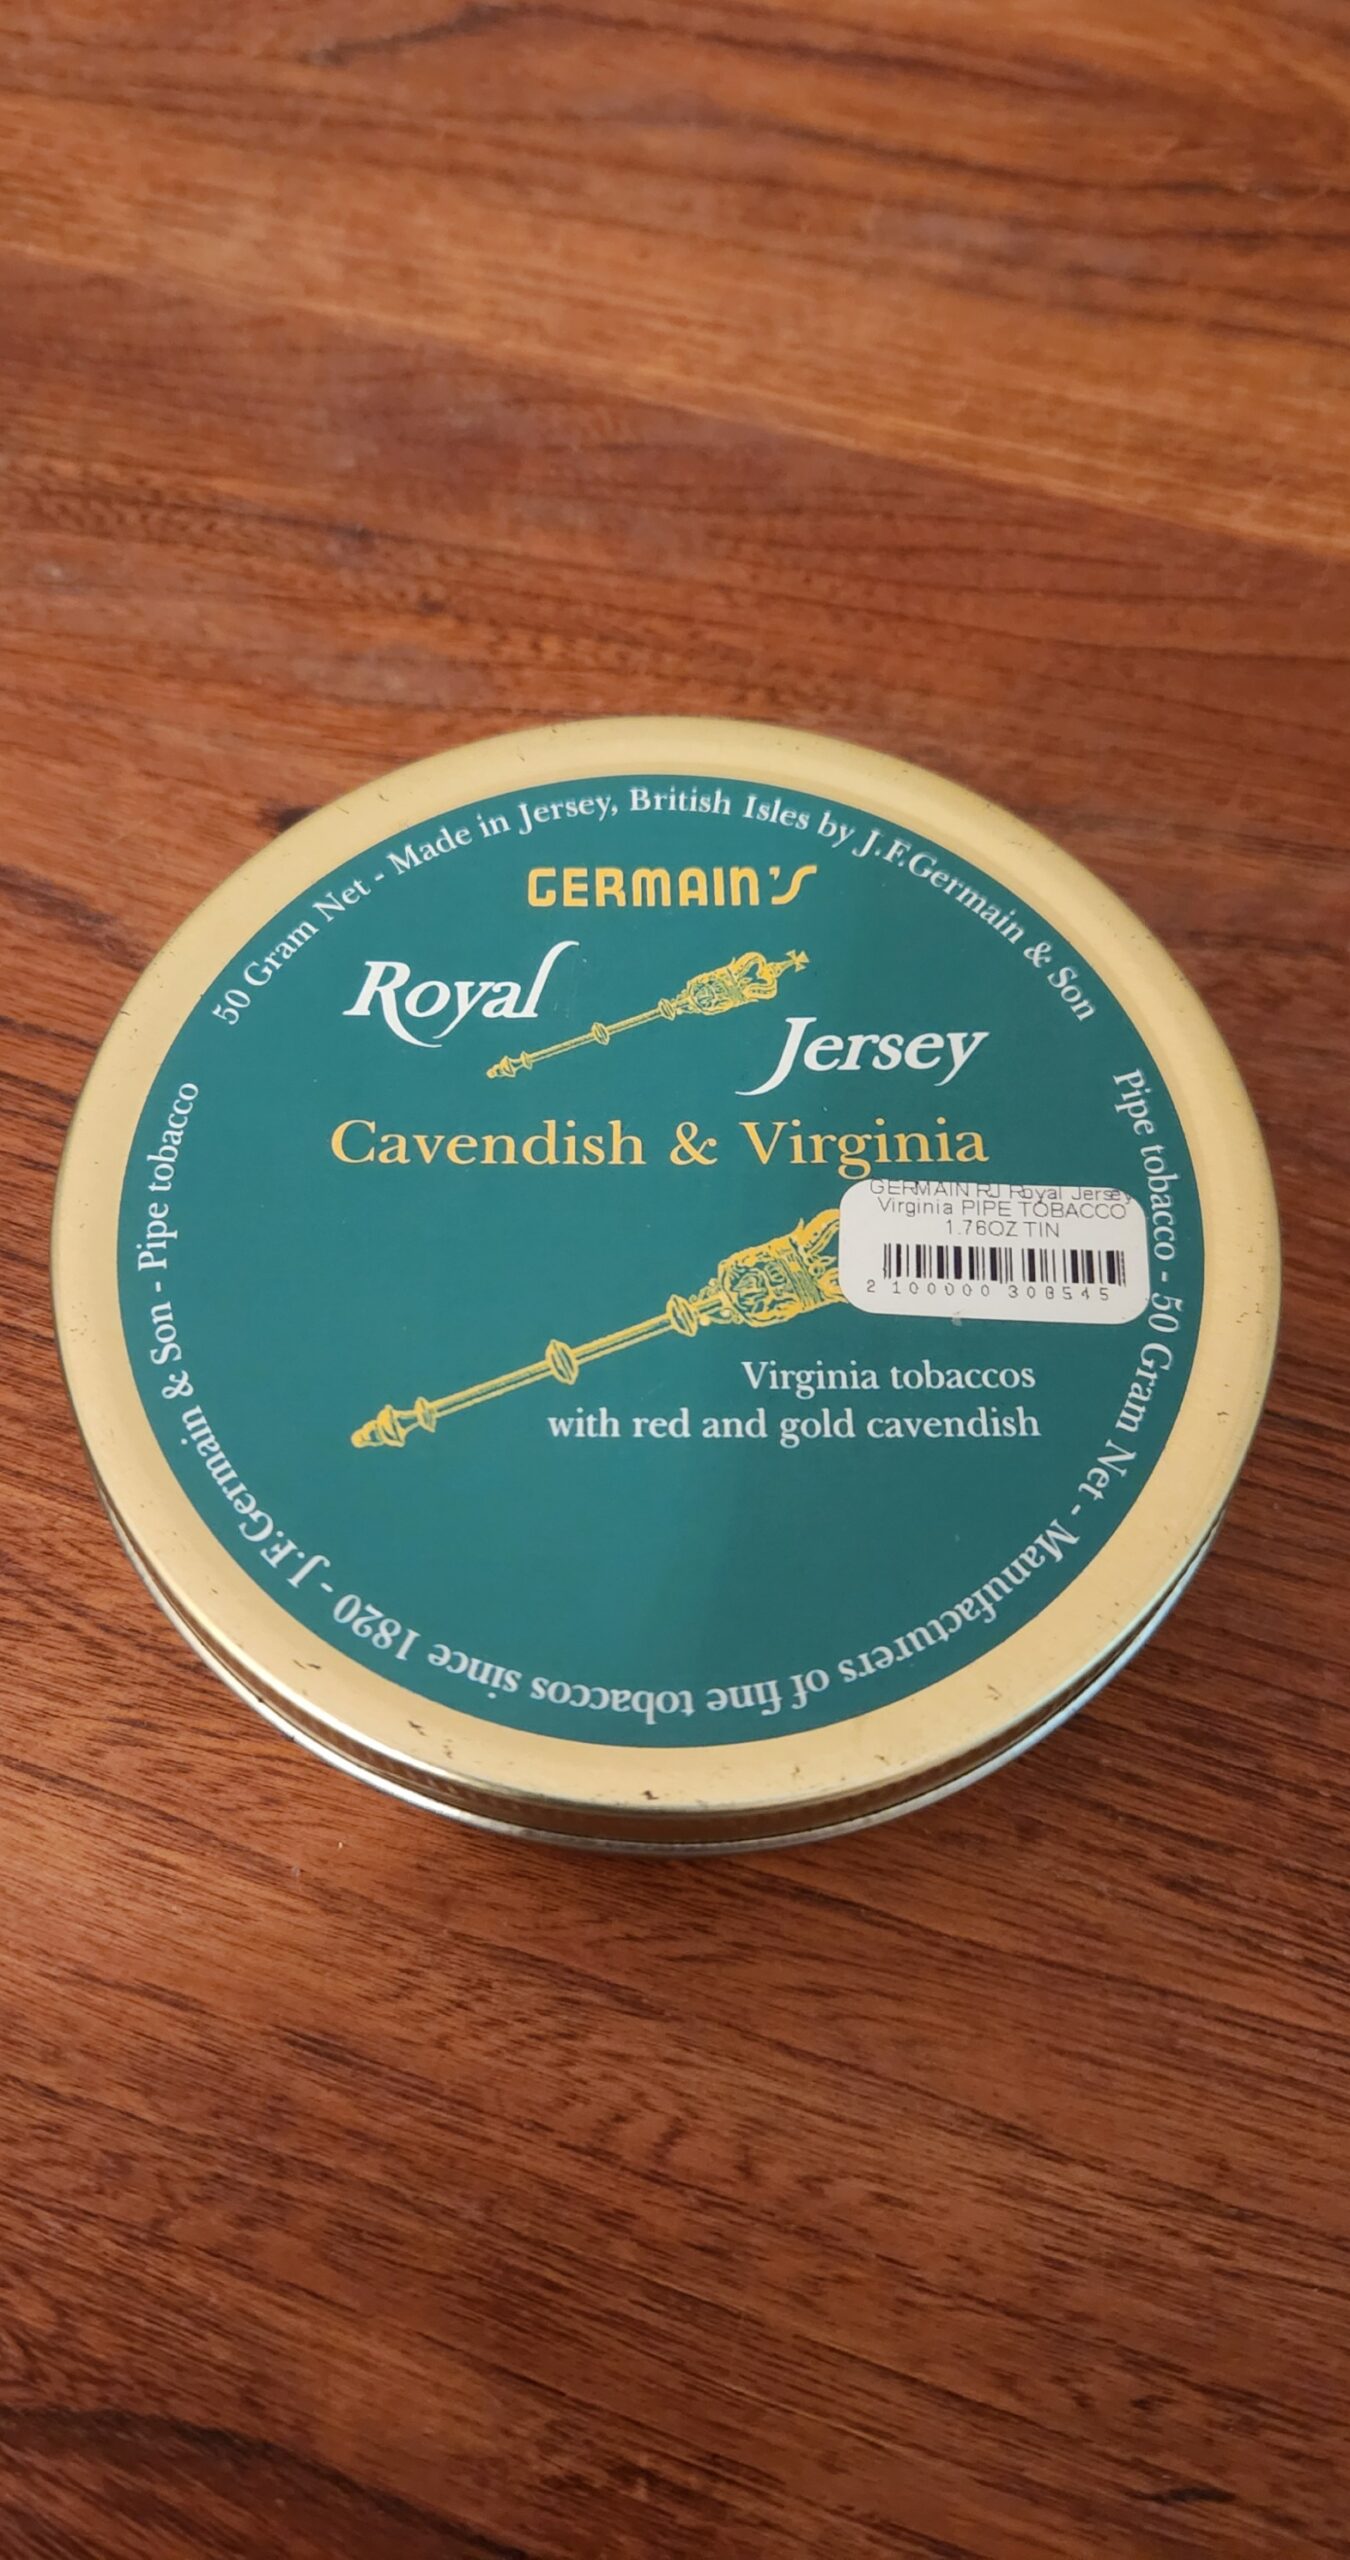 50 Gram Net - Made in Jersey, British Isles by J.F.Germain & Son
GERMAIN'S
Royal
Jersey
Cavendish & Virginia
GERMAIN RJ Royal Jersey
Virginia PIPE TOBACCO
1.76OZ TIN
2 100000 308545
Virginia tobaccos
with red and gold cavendish
Pipe tobacco - 50 Gram Net - Manufacturers of fine tobaccos since 1820 - J.F.Germain & Son - Pipe tobacco